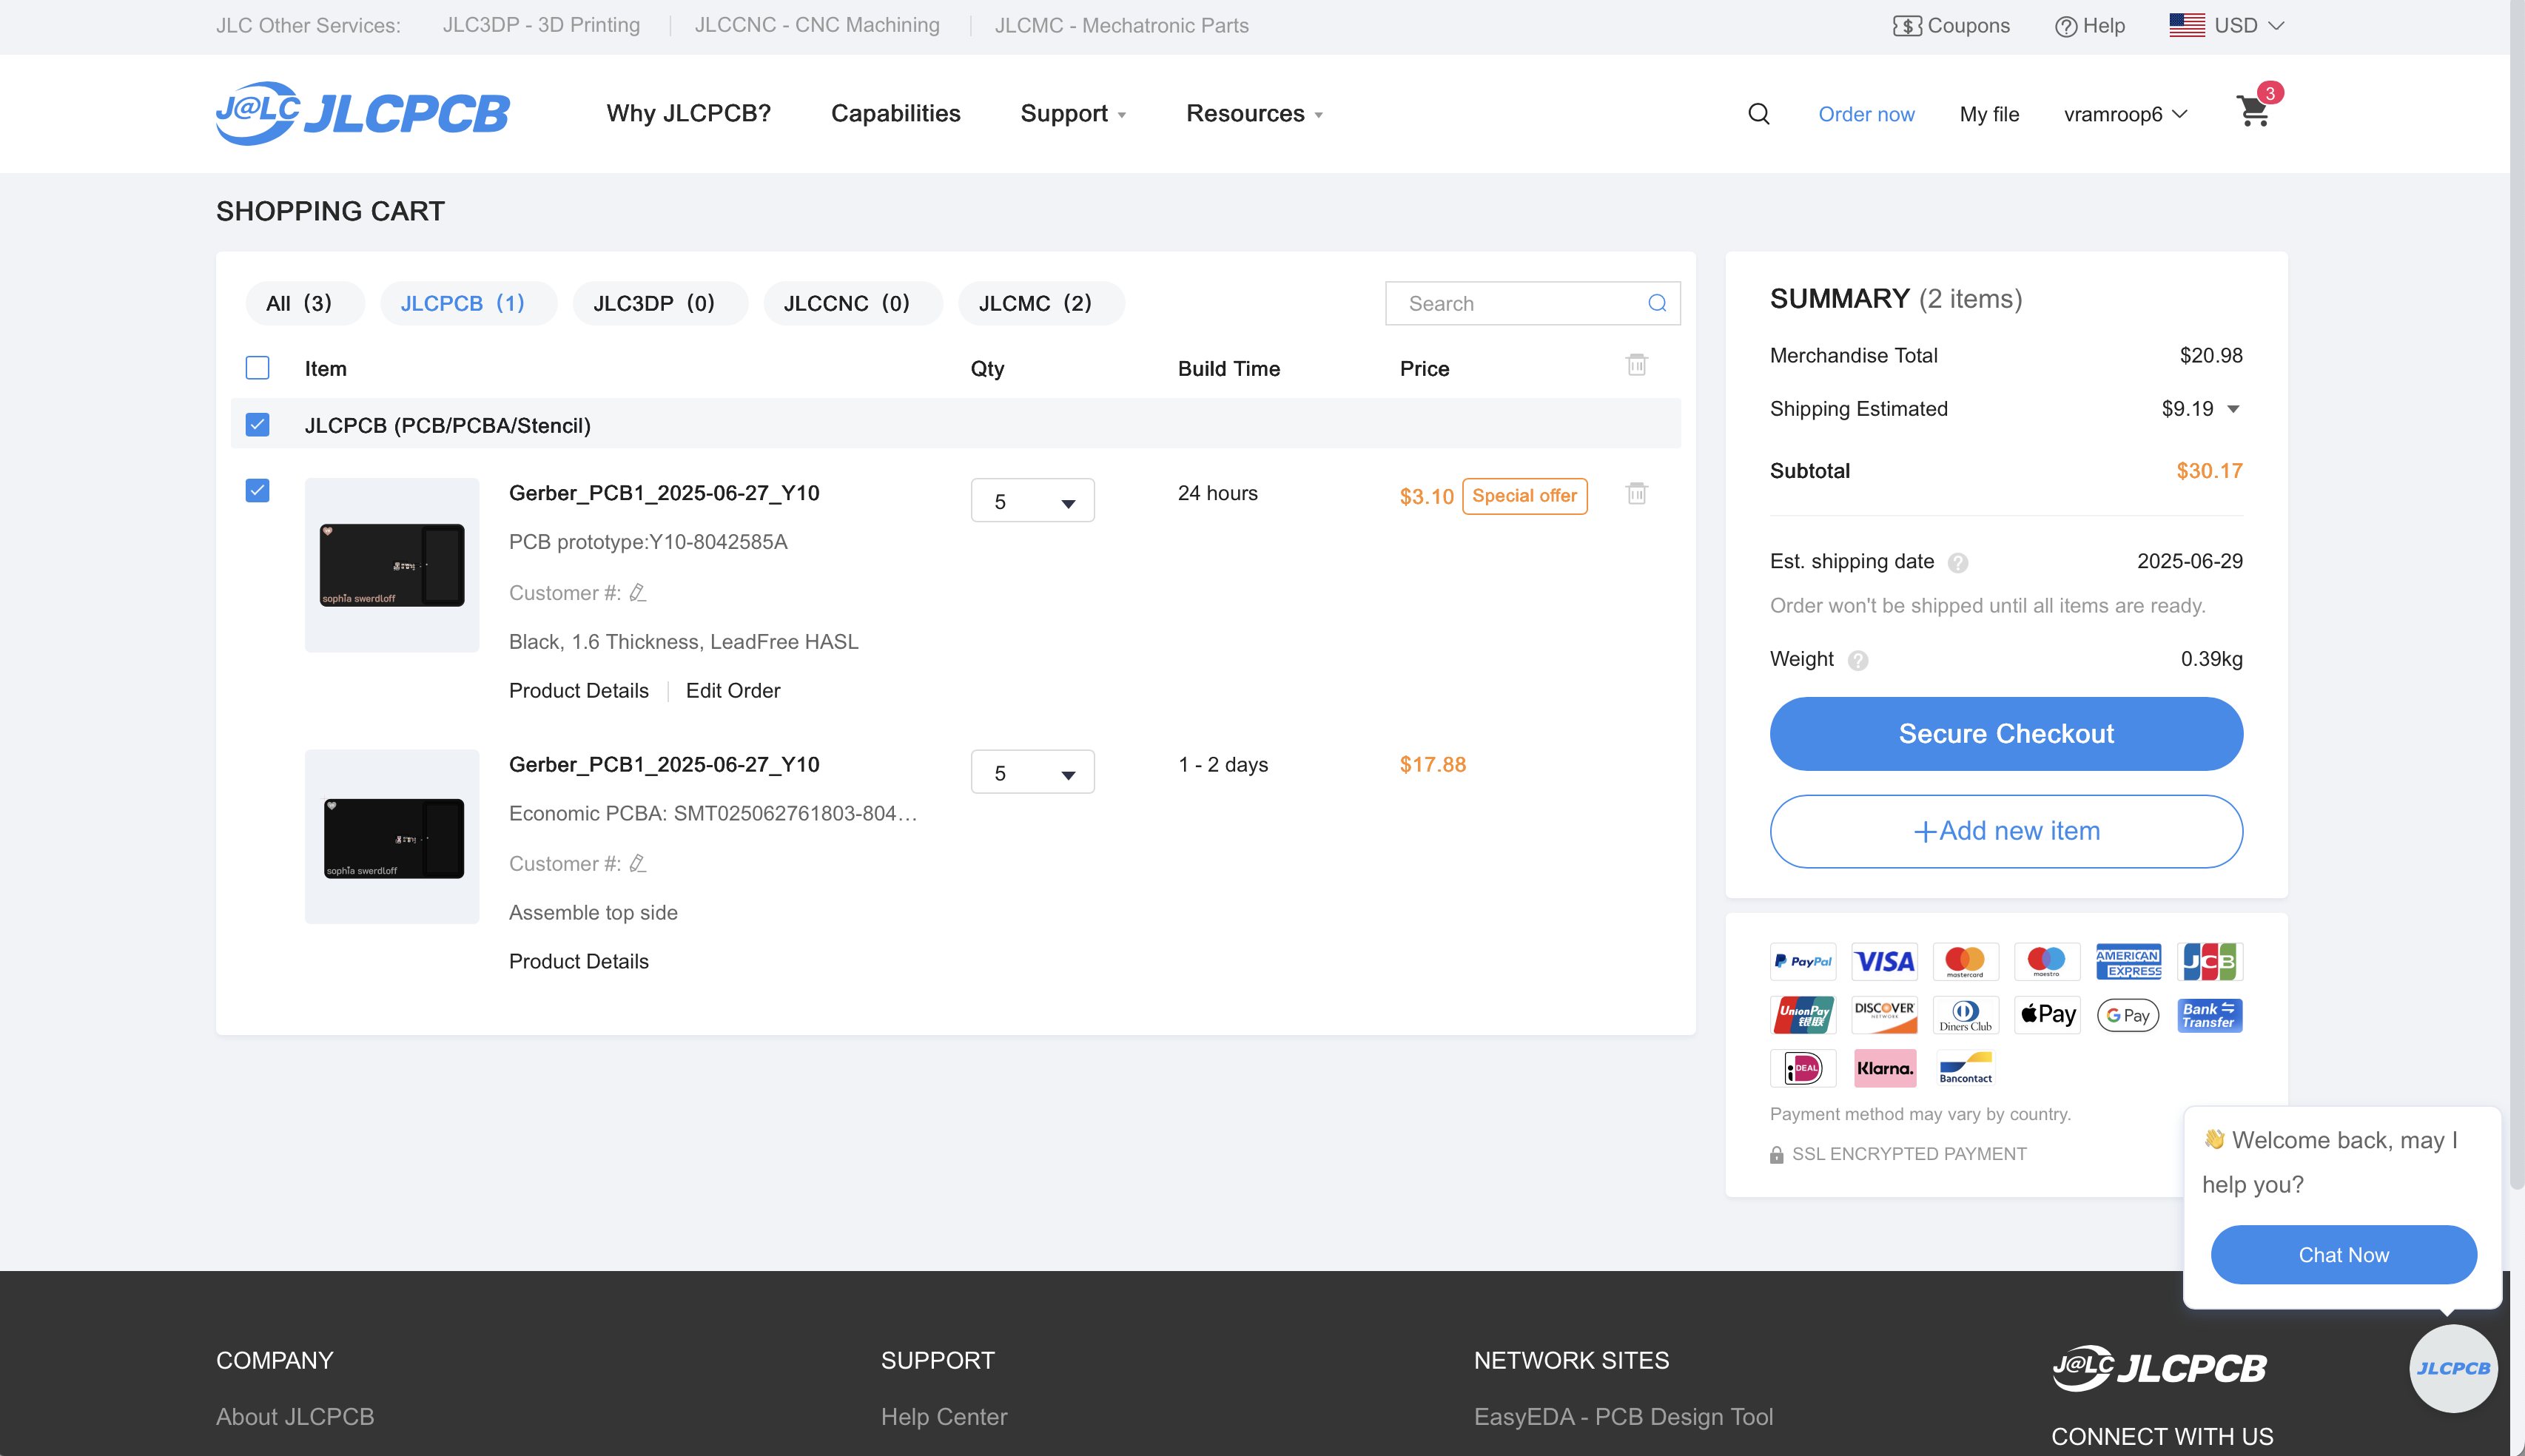 JLC Other Services: JLC3DP - 3D Printing JLCCNC - CNC Machining JLCMC - Mechatronic Parts Coupons Help USD
J@LC JLCPCB Why JLCPCB? Capabilities Support Resources Order now My file vramroop6 3
SHOPPING CART
All (3) JLCPCB (1) JLC3DP (0) JLCCNC (0) JLCMC (2) Search
Item Qty Build Time Price
JLCPCB (PCB/PCBA/Stencil)
Gerber_PCB1_2025-06-27_Y10 5 24 hours $3.10 Special offer
PCB prototype:Y10-8042585A
Customer #:
Black, 1.6 Thickness, LeadFree HASL
Product Details Edit Order
sophia swerdloff
Gerber_PCB1_2025-06-27_Y10 5 1 - 2 days $17.88
Economic PCBA: SMT025062761803-804...
Customer #:
Assemble top side
Product Details
sophia swerdloff
SUMMARY (2 items)
Merchandise Total $20.98
Shipping Estimated $9.19
Subtotal $30.17
Est. shipping date ? 2025-06-29
Order won't be shipped until all items are ready.
Weight ? 0.39kg
Secure Checkout
+Add new item
PayPal VISA mastercard maestro AMERICAN EXPRESS JCB
UnionPay 银联 DISCOVER NETWORK Diners Club Pay G Pay Bank Transfer
iDEAL Klarna. Bancontact
Payment method may vary by country.
SSL ENCRYPTED PAYMENT
👋 Welcome back, may I
help you?
Chat Now
JLCPCB
COMPANY SUPPORT NETWORK SITES J@LC JLCPCB
About JLCPCB Help Center EasyEDA - PCB Design Tool
CONNECT WITH US